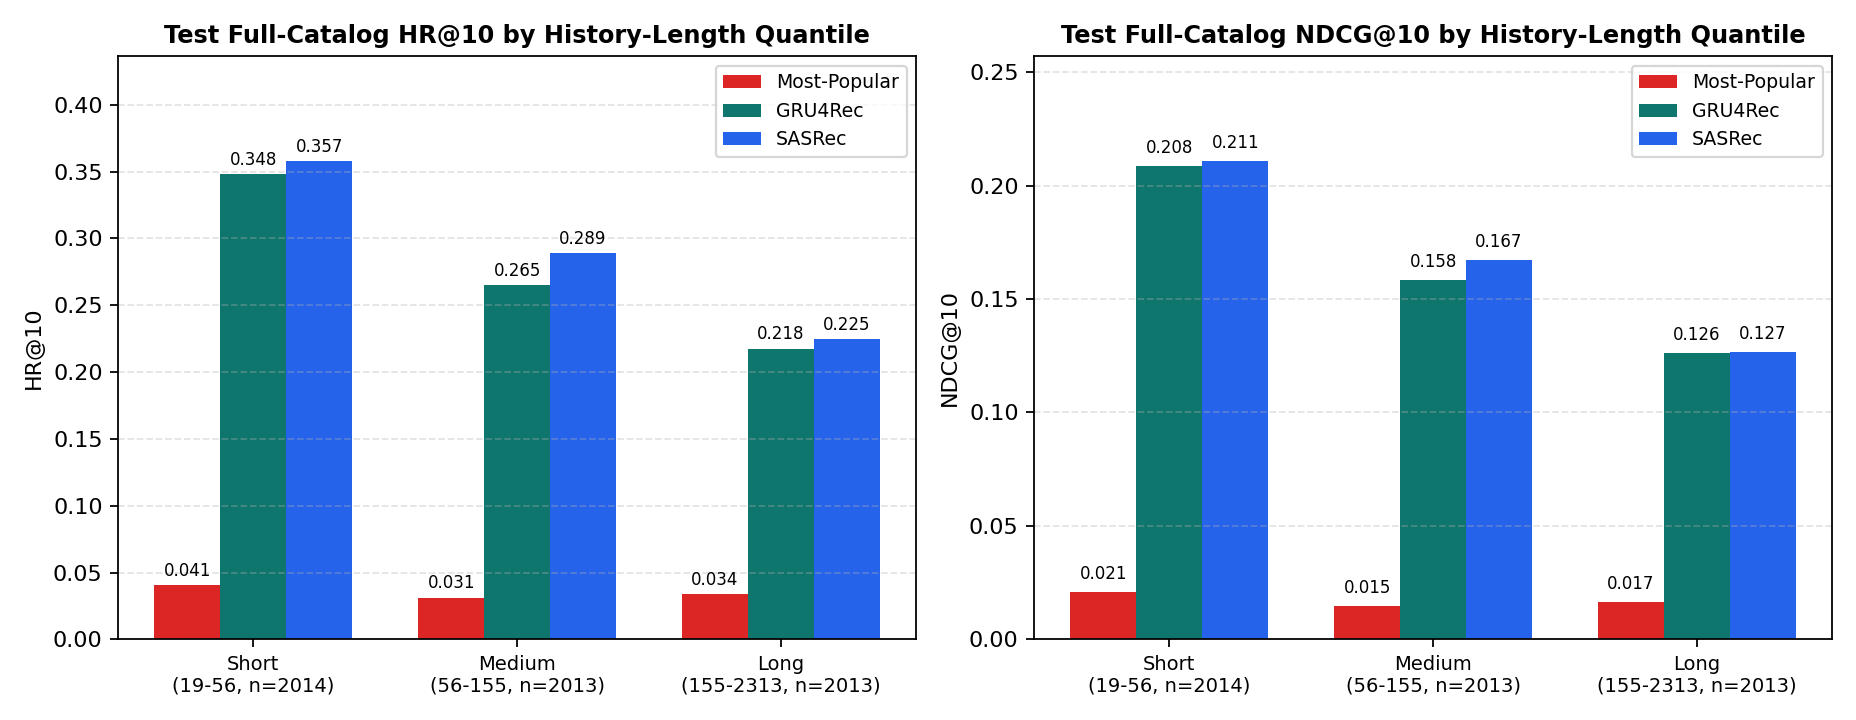 Test Full-Catalog HR@10 by History-Length Quantile
HR@10
0.40
0.35
0.30
0.25
0.20
0.15
0.10
0.05
0.00
Most-Popular
GRU4Rec
SASRec
0.041
0.348
0.357
0.031
0.265
0.289
0.034
0.218
0.225
Short
(19-56, n=2014)
Medium
(56-155, n=2013)
Long
(155-2313, n=2013)
Test Full-Catalog NDCG@10 by History-Length Quantile
NDCG@10
0.25
0.20
0.15
0.10
0.05
0.00
Most-Popular
GRU4Rec
SASRec
0.021
0.208
0.211
0.015
0.158
0.167
0.017
0.126
0.127
Short
(19-56, n=2014)
Medium
(56-155, n=2013)
Long
(155-2313, n=2013)